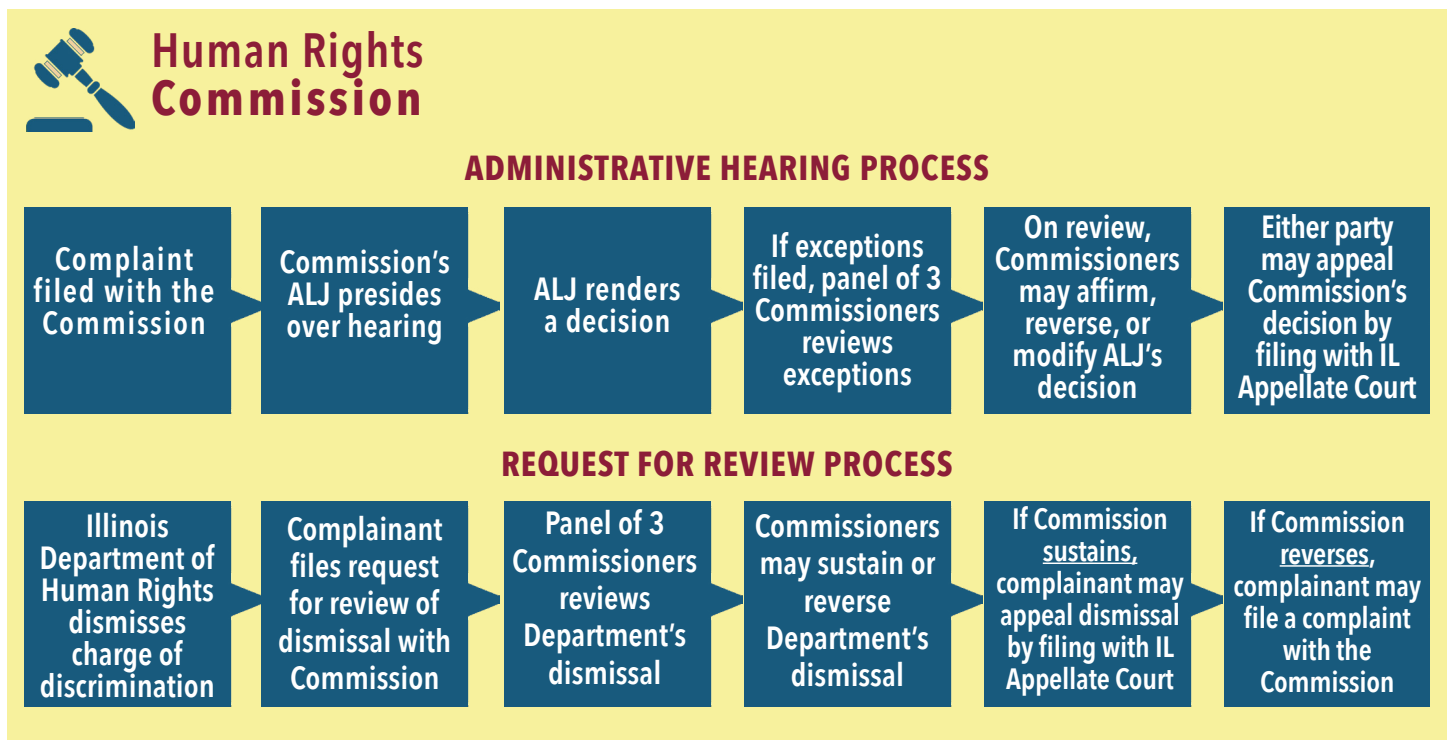 Human Rights
Commission
ADMINISTRATIVE HEARING PROCESS
Complaint
filed with the
Commission
Commission's
ALJ presides
over hearing
ALJ renders
a decision
If exceptions
filed, panel of 3
Commissioners
reviews
exceptions
On review,
Commissioners
may affirm,
reverse, or
modify ALJ's
decision
Either party
may appeal
Commission's
decision by
filing with IL
Appellate Court
REQUEST FOR REVIEW PROCESS
Illinois
Department of
Human Rights
dismisses
charge of
discrimination
Complainant
files request
for review of
dismissal with
Commission
Panel of 3
Commissioners
reviews
Department's
dismissal
Commissioners
may sustain or
reverse
Department's
dismissal
If Commission
sustains,
complainant may
appeal dismissal
by filing with IL
Appellate Court
If Commission
reverses,
complainant may
file a complaint
with the
Commission